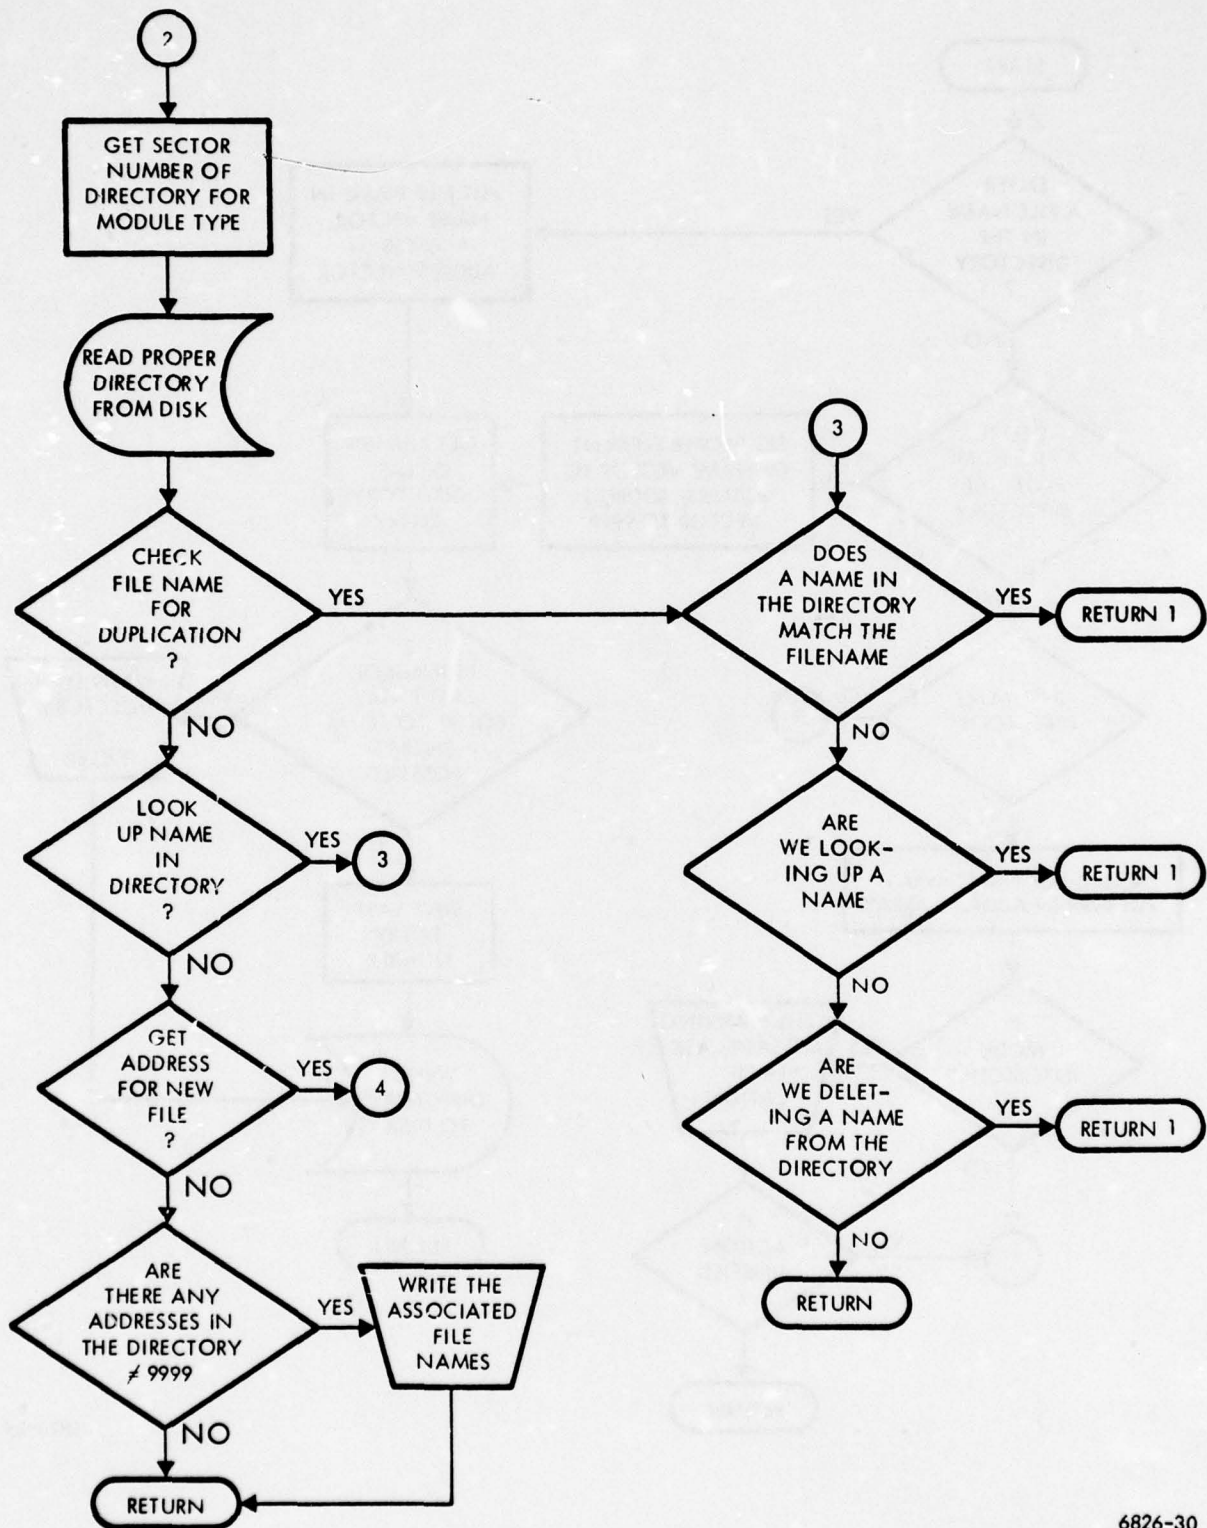 2
GET SECTOR
NUMBER OF
DIRECTORY FOR
MODULE TYPE
READ PROPER
DIRECTORY
FROM DISK
CHECK
FILE NAME
FOR
DUPLICATION
?
YES
NO
LOOK
UP NAME
IN
DIRECTORY
?
YES
3
NO
GET
ADDRESS
FOR NEW
FILE
?
YES
4
NO
ARE
THERE ANY
ADDRESSES IN
THE DIRECTORY
≠ 9999
YES
WRITE THE
ASSOCIATED
FILE
NAMES
NO
RETURN
3
DOES
A NAME IN
THE DIRECTORY
MATCH THE
FILENAME
YES
RETURN 1
NO
ARE
WE LOOK-
ING UP A
NAME
YES
RETURN 1
NO
ARE
WE DELET-
ING A NAME
FROM THE
DIRECTORY
YES
RETURN 1
NO
RETURN
6826-30